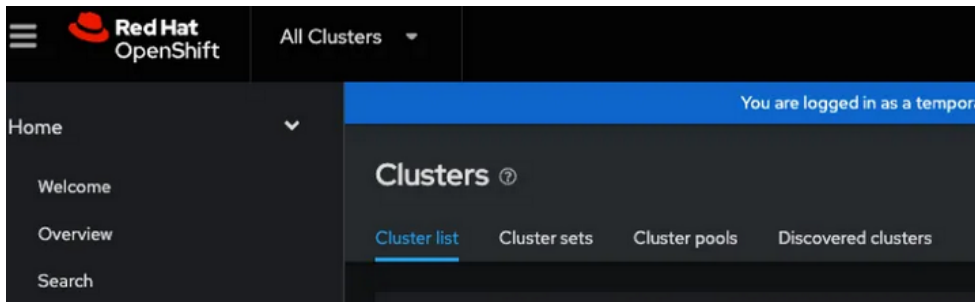 Red Hat
OpenShift
All Clusters
You are logged in as a
Home
Clusters
Welcome
Cluster list Cluster sets Cluster pools Discovered clusters
Overview
Search